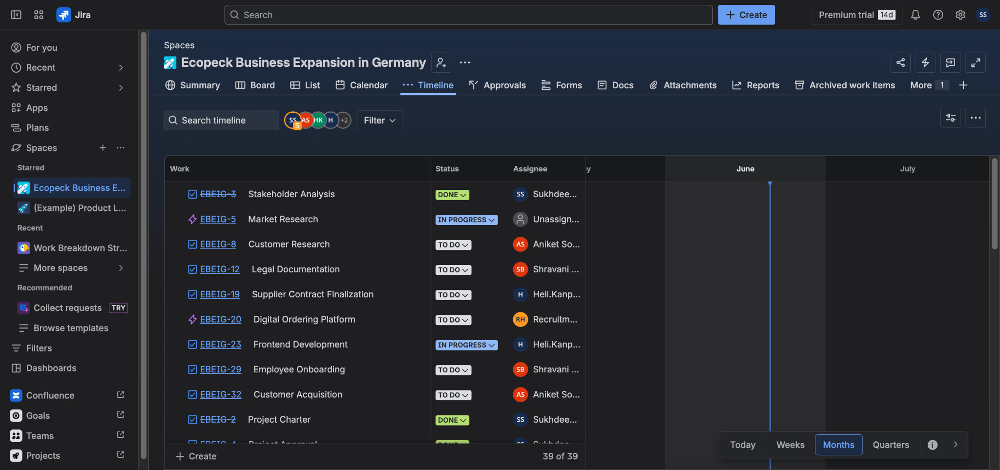 Jira
Search
Create
Premium trial 14d
SS
For you
Recent
Starred
Apps
Plans
Spaces
Starred
Ecopeck Business E...
(Example) Product L...
Recent
Work Breakdown Str...
More spaces
Recommended
Collect requests TRY
Browse templates
Filters
Dashboards
Confluence
Goals
Teams
Projects
Spaces
Ecopeck Business Expansion in Germany
Summary Board List Calendar Timeline Approvals Forms Docs Attachments Reports Archived work items More 1
Search timeline SS S AS HK H +2 Filter
Work Status Assignee y June July
EBEIG-3 Stakeholder Analysis DONE SS Sukhdee...
EBEIG-5 Market Research IN PROGRESS Unassign...
EBEIG-8 Customer Research TO DO AS Aniket So...
EBEIG-12 Legal Documentation TO DO SB Shravani ...
EBEIG-19 Supplier Contract Finalization TO DO H Heli.Kanp...
EBEIG-20 Digital Ordering Platform TO DO RH Recruitm...
EBEIG-23 Frontend Development IN PROGRESS H Heli.Kanp...
EBEIG-29 Employee Onboarding TO DO SB Shravani ...
EBEIG-32 Customer Acquisition TO DO AS Aniket So...
EBEIG-2 Project Charter DONE SS Sukhdee...
EBEIG-4 Project Approval DONE SS Sukhdee...
Create 39 of 39
Today Weeks Months Quarters